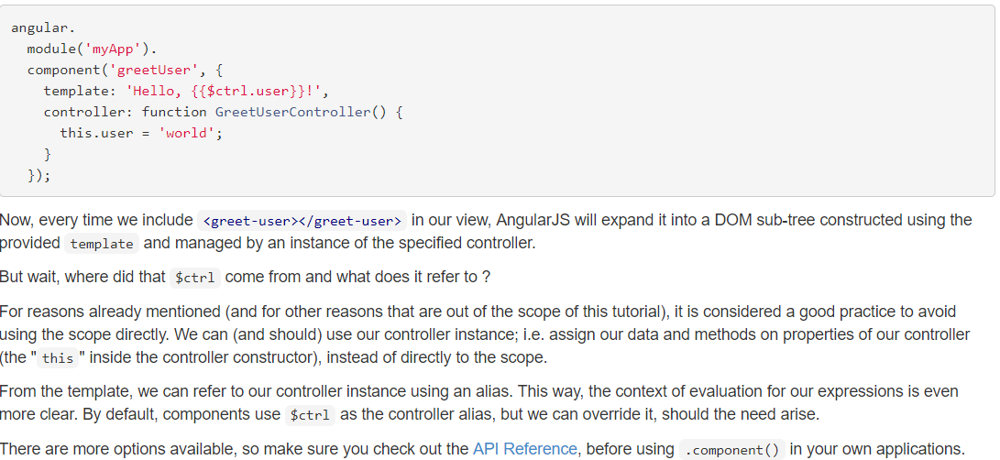 angular.
  module('myApp').
  component('greetUser', {
    template: 'Hello, {{$ctrl.user}}!',
    controller: function GreetUserController() {
      this.user = 'world';
    }
  });
Now, every time we include <greet-user></greet-user> in our view, AngularJS will expand it into a DOM sub-tree constructed using the
provided template and managed by an instance of the specified controller.
But wait, where did that $ctrl come from and what does it refer to ?
For reasons already mentioned (and for other reasons that are out of the scope of this tutorial), it is considered a good practice to avoid
using the scope directly. We can (and should) use our controller instance; i.e. assign our data and methods on properties of our controller
(the " this " inside the controller constructor), instead of directly to the scope.
From the template, we can refer to our controller instance using an alias. This way, the context of evaluation for our expressions is even
more clear. By default, components use $ctrl as the controller alias, but we can override it, should the need arise.
There are more options available, so make sure you check out the API Reference, before using .component() in your own applications.